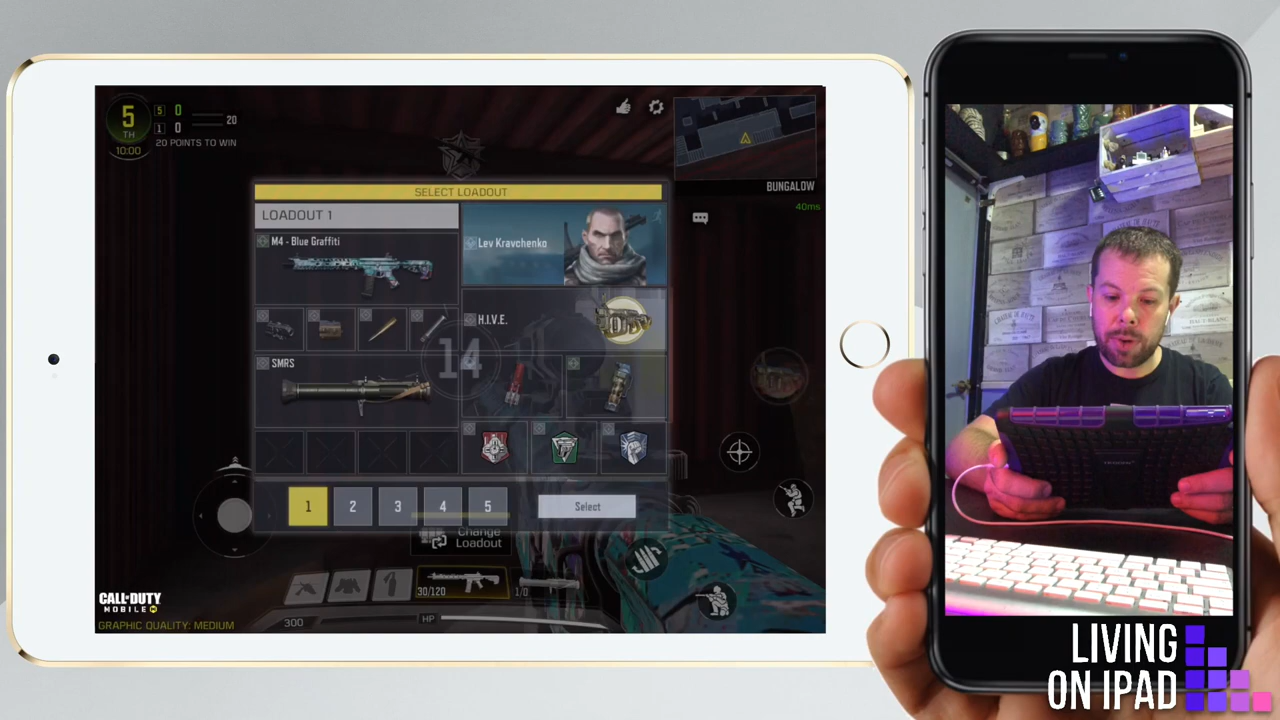 5
TH
10:00
5 0
1 0
20
20 POINTS TO WIN
BUNGALOW
40ms
SELECT LOADOUT
LOADOUT 1
M4 - Blue Graffiti
Lev Kravchenko
H.I.V.E.
SMRS
14
1 2 3 4 5
Select
Change
Loadout
30/120
1/0
300
HP
CALL OF DUTY
MOBILE
GRAPHIC QUALITY: MEDIUM
LIVING
ON IPAD